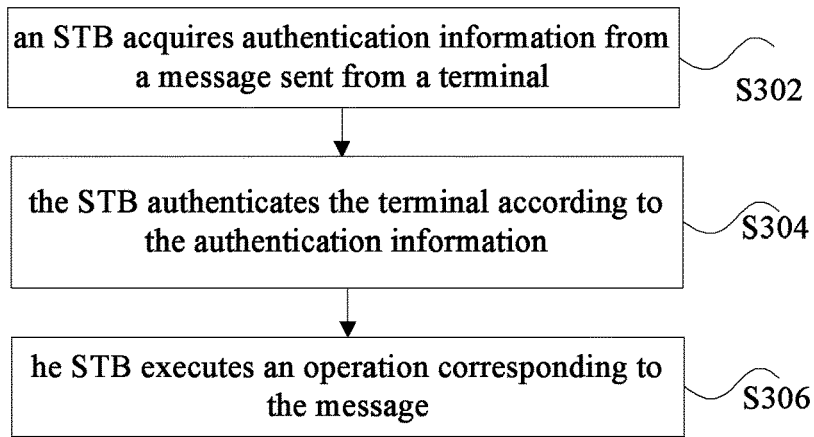 an STB acquires authentication information from
a message sent from a terminal
S302
the STB authenticates the terminal according to
the authentication information
S304
he STB executes an operation corresponding to
the message
S306